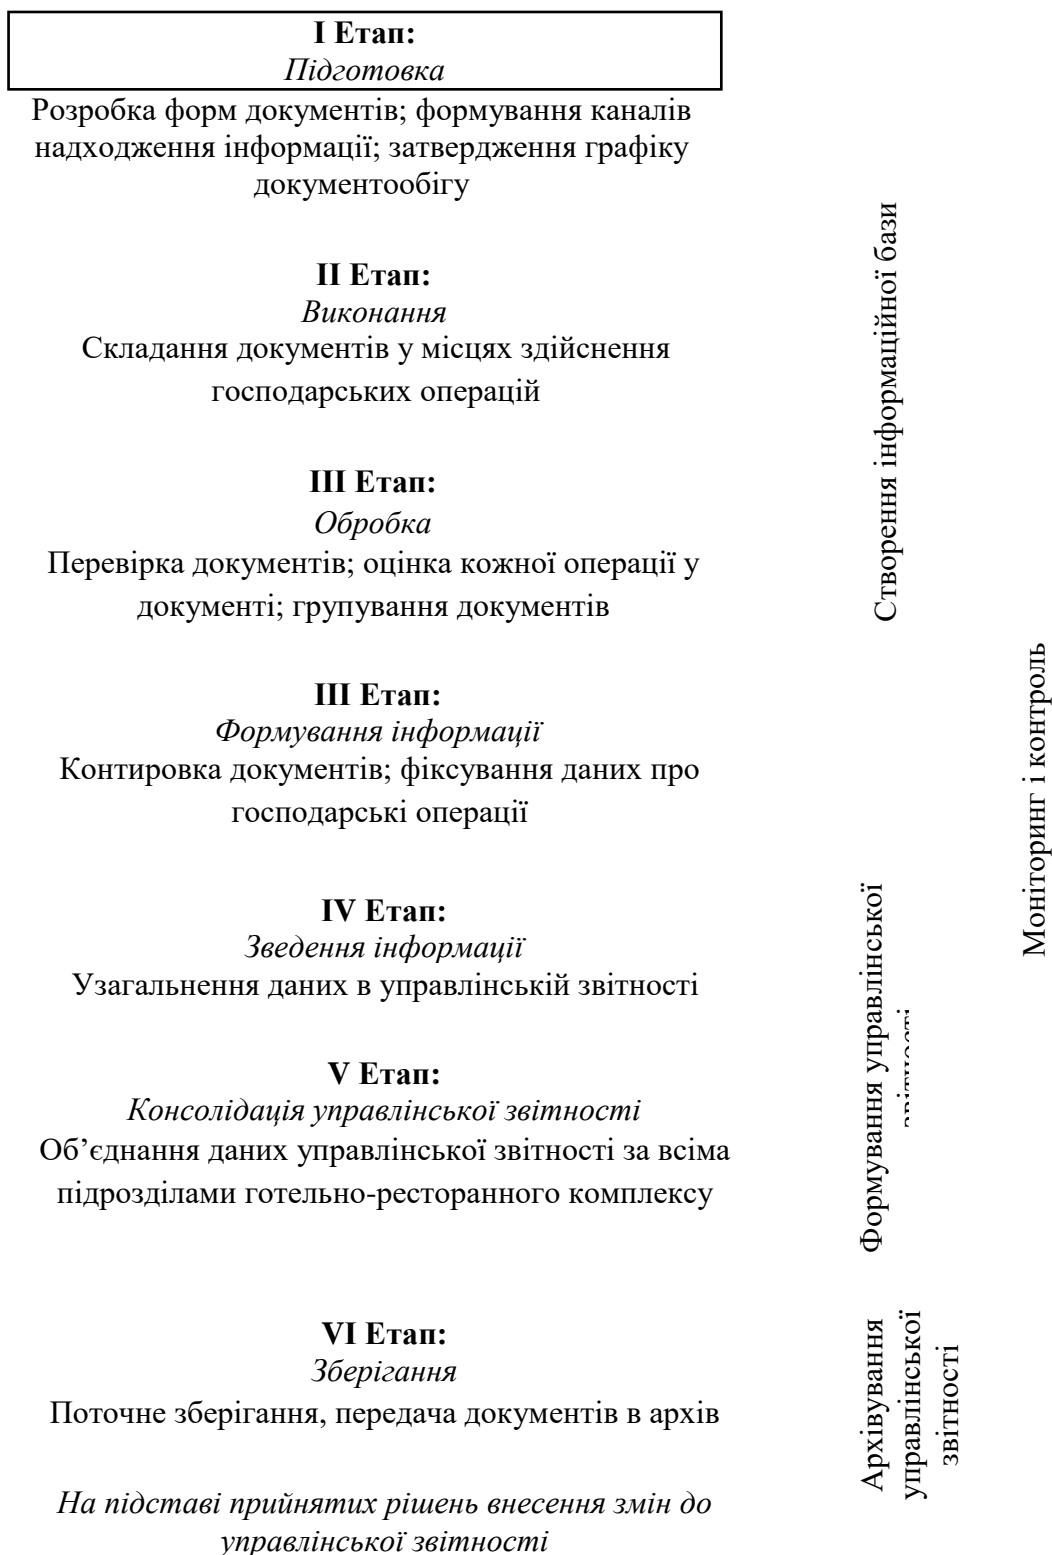 I Етап:
Підготовка
Розробка форм документів; формування каналів
надходження інформації; затвердження графіку
документообігу
II Етап:
Виконання
Складання документів у місцях здійснення
господарських операцій
III Етап:
Обробка
Перевірка документів; оцінка кожної операції у
документі; групування документів
III Етап:
Формування інформації
Контировка документів; фіксування даних про
господарські операції
IV Етап:
Зведення інформації
Узагальнення даних в управлінській звітності
V Етап:
Консолідація управлінської звітності
Об’єднання даних управлінської звітності за всіма
підрозділами готельно-ресторанного комплексу
VI Етап:
Зберігання
Поточне зберігання, передача документів в архів
На підставі прийнятих рішень внесення змін до
управлінської звітності
Створення інформаційної бази
Формування управлінської
Архівування
управлінської
звітності
Моніторинг і контроль